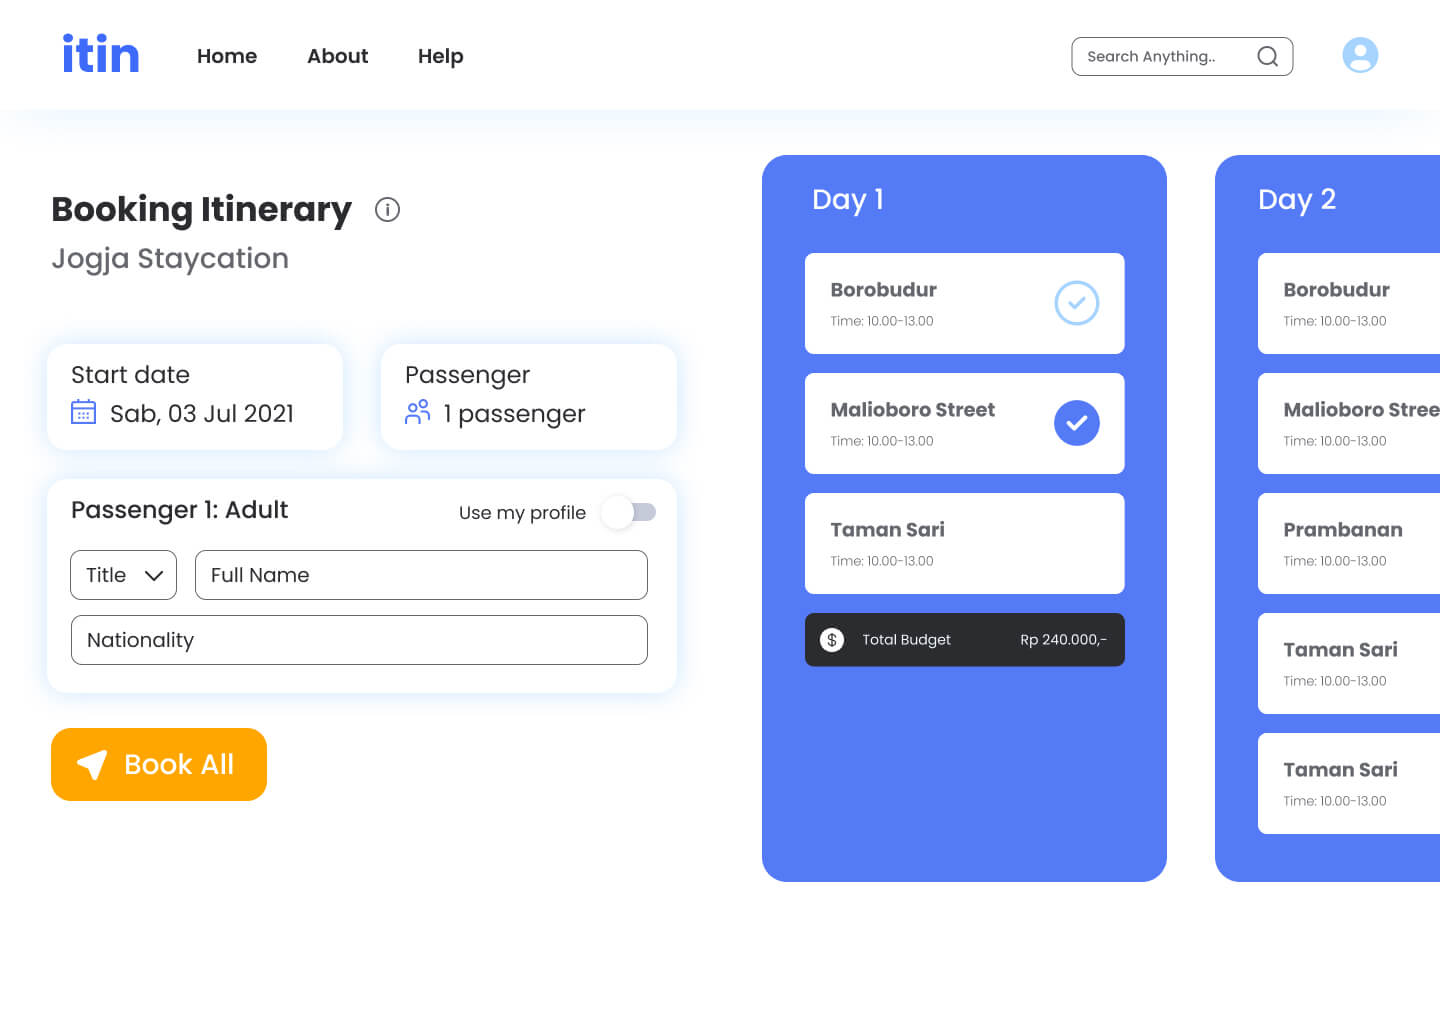 itin
Home
About
Help
Search Anything..
Booking Itinerary
Jogja Staycation
Start date
Sab, 03 Jul 2021
Passenger
1 passenger
Passenger 1: Adult
Use my profile
Title
Full Name
Nationality
Book All
Day 1
Borobudur
Time: 10.00-13.00
Malioboro Street
Time: 10.00-13.00
Taman Sari
Time: 10.00-13.00
$
Total Budget
Rp 240.000,-
Day 2
Borobudur
Time: 10.00-13.00
Malioboro Stree
Time: 10.00-13.00
Prambanan
Time: 10.00-13.00
Taman Sari
Time: 10.00-13.00
Taman Sari
Time: 10.00-13.00